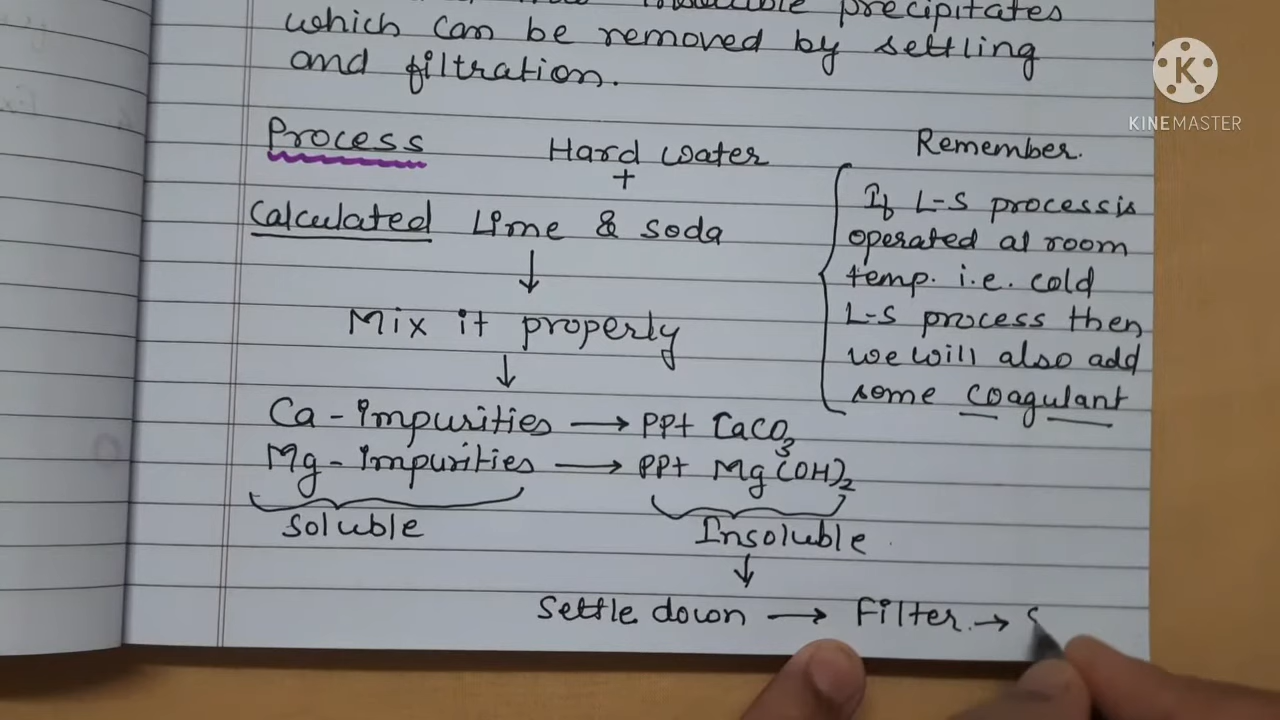 precipitates
which can be removed by settling
and filtration.
Process
Hard water
+
Calculated Lime & soda
↓
Mix it properly
↓
Ca-Impurities → PPt CaCO3
Mg-Impurities → PPt Mg(OH)2
Soluble
Insoluble
↓
Settle down → Filter. → S
Remember.
If L-S process is
operated at room
temp. i.e. cold
L-S process then
we will also add
some coagulant
K
KINEMASTER